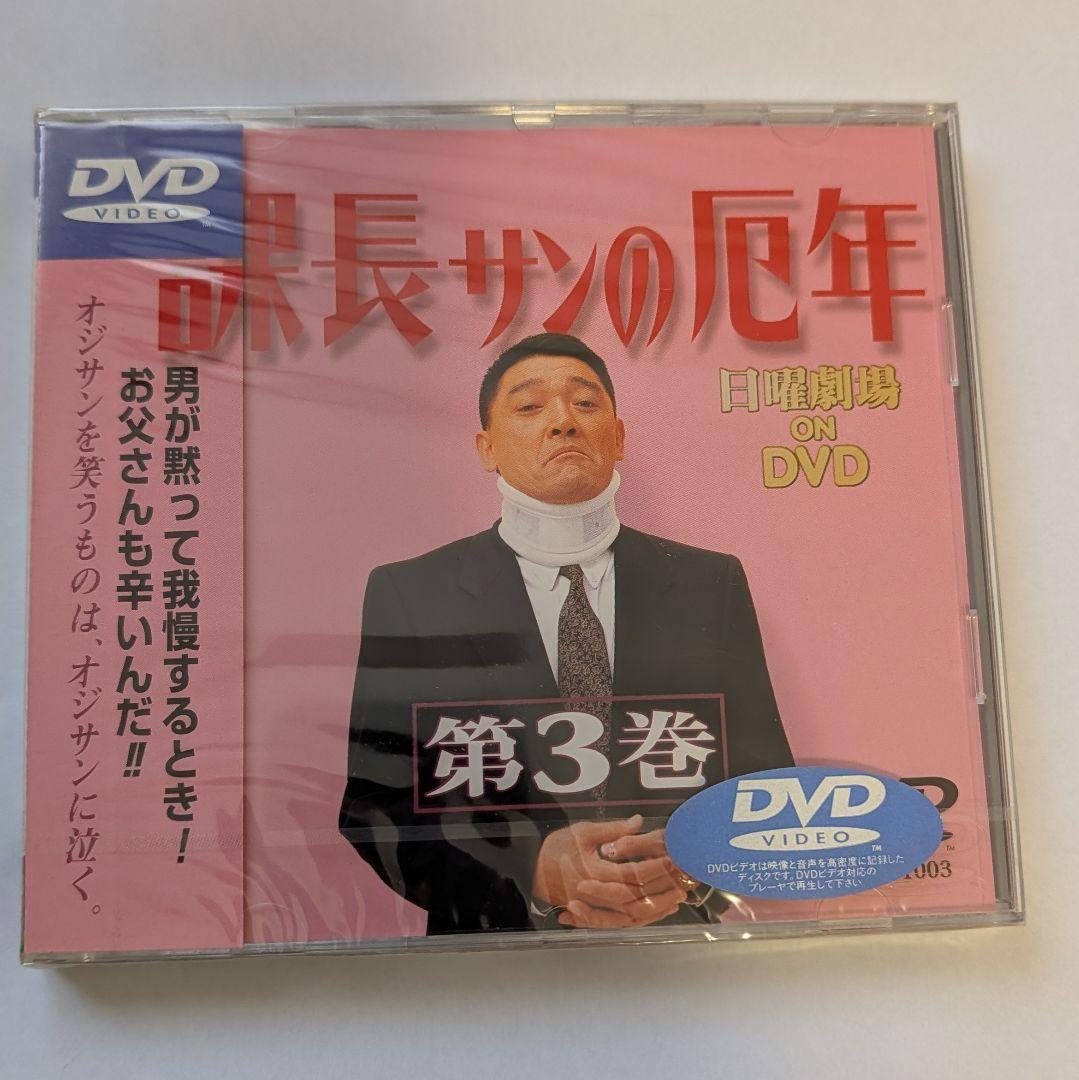 DVD
VIDEO
TM
課長サンの厄年
日曜劇場
ON
DVD
男が黙って我慢するとき!
お父さんも辛いんだ!!
オジサンを笑うものは、オジサンに泣く。
第3巻
DVD
VIDEO
TM
DVDビデオは映像と音声を高密度に記録した
ディスクです。DVDビデオ対応の
プレーヤで再生して下さい
TM
1003